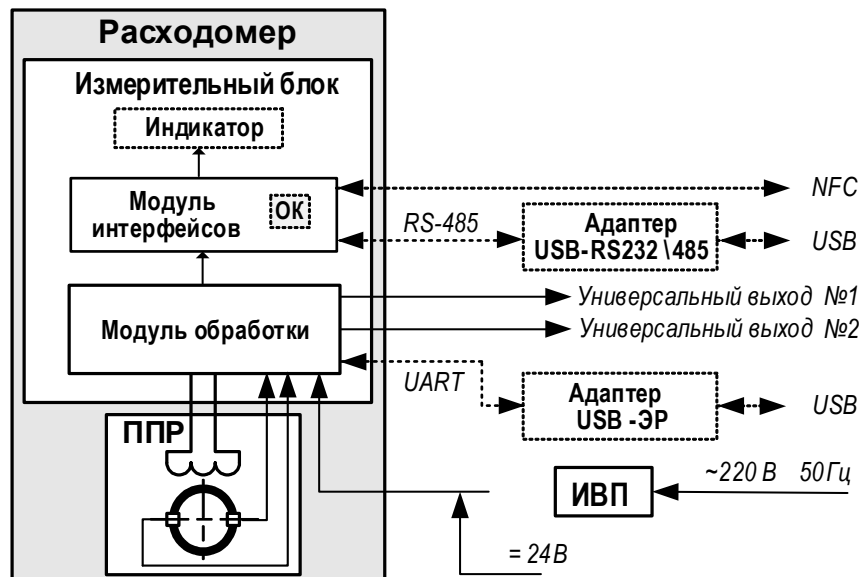 Расходомер
Измерительный блок
Индикатор
Модуль
интерфейсов
ОК
NFC
RS-485
Адаптер
USB-RS232 \485
USB
Модуль обработки
Универсальный выход №1
Универсальный выход №2
UART
Адаптер
USB -ЭР
USB
ППР
ИВП
~220 В 50Гц
= 24В